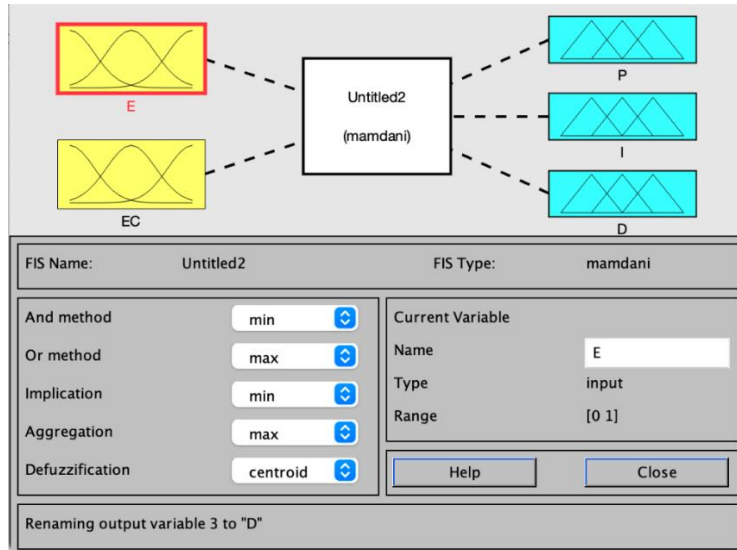 E
EC
Untitled2
(mamdani)
P
I
D
FIS Name: Untitled2 FIS Type: mamdani
And method min
Or method max
Implication min
Aggregation max
Defuzzification centroid
Current Variable
Name E
Type input
Range [0 1]
Help Close
Renaming output variable 3 to "D"